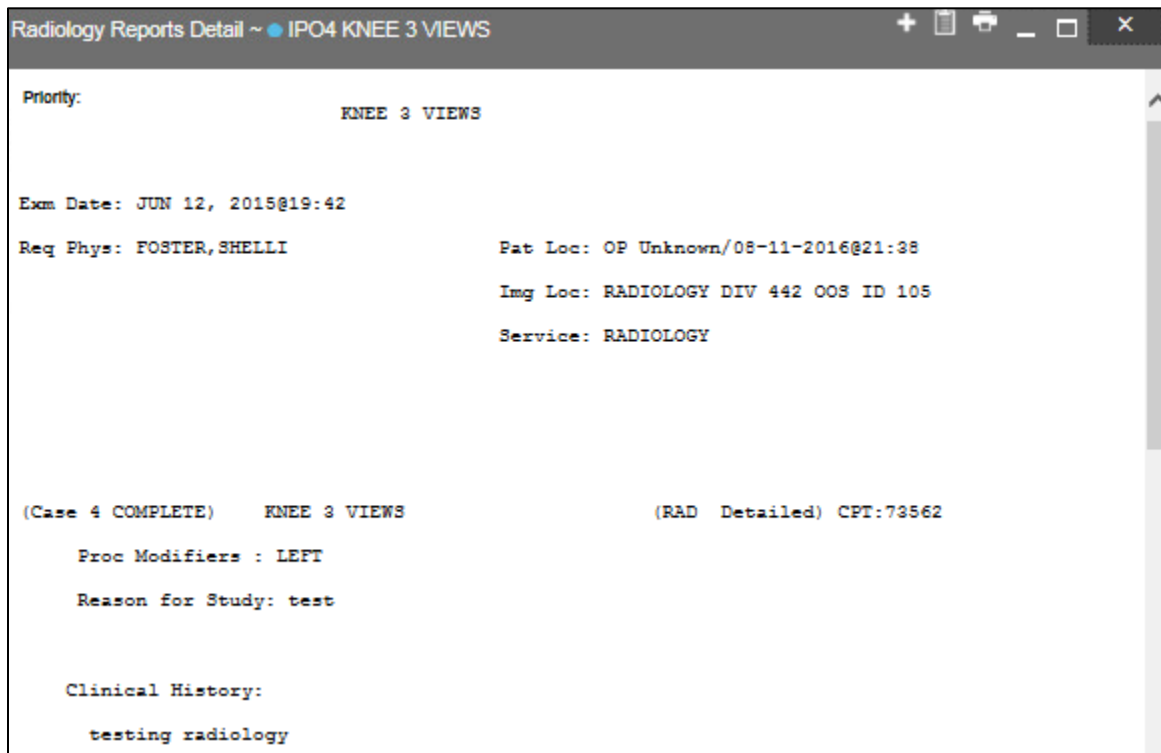 Radiology Reports Detail ~ IPO4 KNEE 3 VIEWS
Priority:
KNEE 3 VIEWS
Exm Date: JUN 12, 2015@19:42
Req Phys: FOSTER,SHELLI Pat Loc: OP Unknown/08-11-2016@21:38
Img Loc: RADIOLOGY DIV 442 OOS ID 105
Service: RADIOLOGY
(Case 4 COMPLETE) KNEE 3 VIEWS (RAD Detailed) CPT:73562
Proc Modifiers : LEFT
Reason for Study: test
Clinical History:
testing radiology